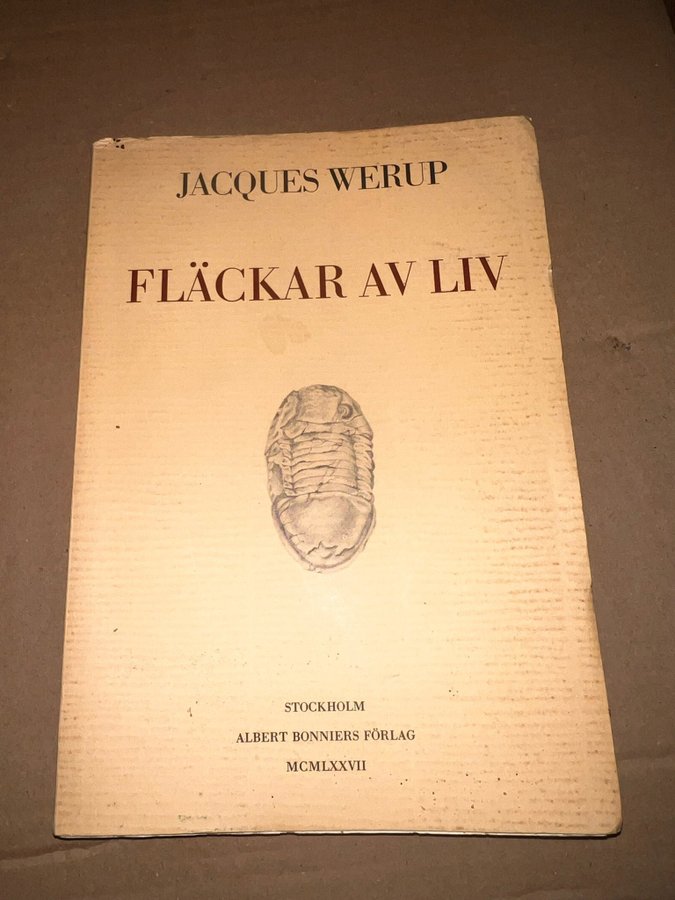 JACQUES WERUP
FLÄCKAR AV LIV
STOCKHOLM
ALBERT BONNIERS FÖRLAG
MCMLXXVII